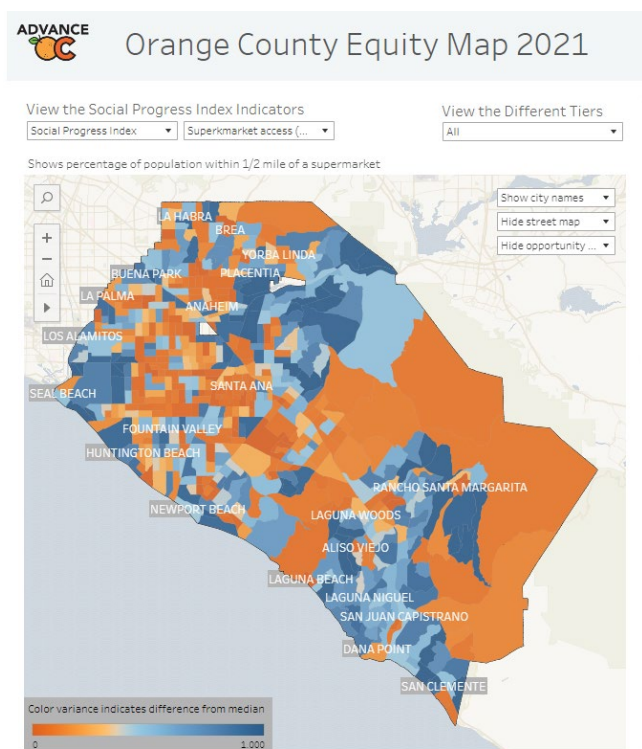 ADVANCE
OC
Orange County Equity Map 2021
View the Social Progress Index Indicators
View the Different Tiers
Social Progress Index
Superkmarket access (...
All
Shows percentage of population within 1/2 mile of a supermarket
Show city names
Hide street map
Hide opportunity ...
+
−
LA HABRA
BREA
YORBA LINDA
BUENA PARK
PLACENTIA
LA PALMA
ANAHEIM
LOS ALAMITOS
SANTA ANA
SEAL BEACH
FOUNTAIN VALLEY
HUNTINGTON BEACH
RANCHO SANTA MARGARITA
NEWPORT BEACH
LAGUNA WOODS
ALISO VIEJO
LAGUNA BEACH
LAGUNA NIGUEL
SAN JUAN CAPISTRANO
DANA POINT
SAN CLEMENTE
Color variance indicates difference from median
0
1.000